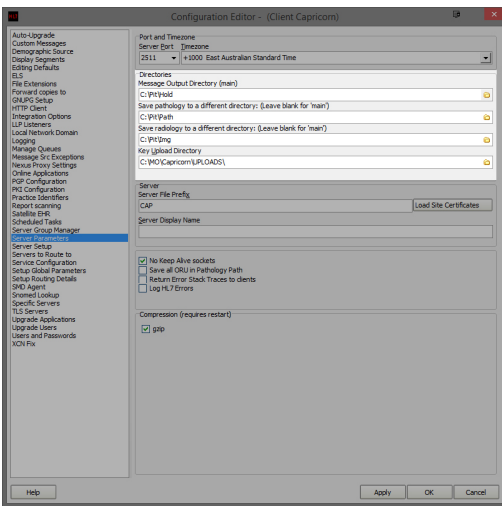 Configuration Editor - (Client Capricorn)
Auto-Upgrade
Custom Messages
Demographic Source
Display Segments
Editing Defaults
ELS
File Extensions
Forward copies to
GNUPG Setup
HTTP Client
Integration Options
LLP Listeners
Local Network Domain
Logging
Manage Queues
Message Src Exceptions
Nexus Proxy Settings
Online Applications
PGP Configuration
PKI Configuration
Practice Identifiers
Report scanning
Satellite EHR
Scheduled Tasks
Server Group Manager
Server Parameters
Server Setup
Servers to Route to
Service Configuration
Setup Global Parameters
Setup Routing Details
SMD Agent
Snomed Lookup
Specific Servers
TLS Servers
Upgrade Applications
Upgrade Users
Users and Passwords
XCN Fix
Port and Timezone
Server Port Timezone
2511 +1000 East Australian Standard Time
Directories
Message Output Directory (main)
C:\Pit\Hold
Save pathology to a different directory: (Leave blank for 'main')
C:\Pit\Path
Save radiology to a different directory: (Leave blank for 'main')
C:\Pit\Img
Key Upload Directory
C:\MO\Capricorn\UPLOADS\
Server
Server File Prefix
CAP Load Site Certificates
Server Display Name
No Keep Alive sockets
Save all ORU in Pathology Path
Return Error Stack Traces to clients
Log HL7 Errors
Compression (requires restart)
gzip
Help Apply OK Cancel